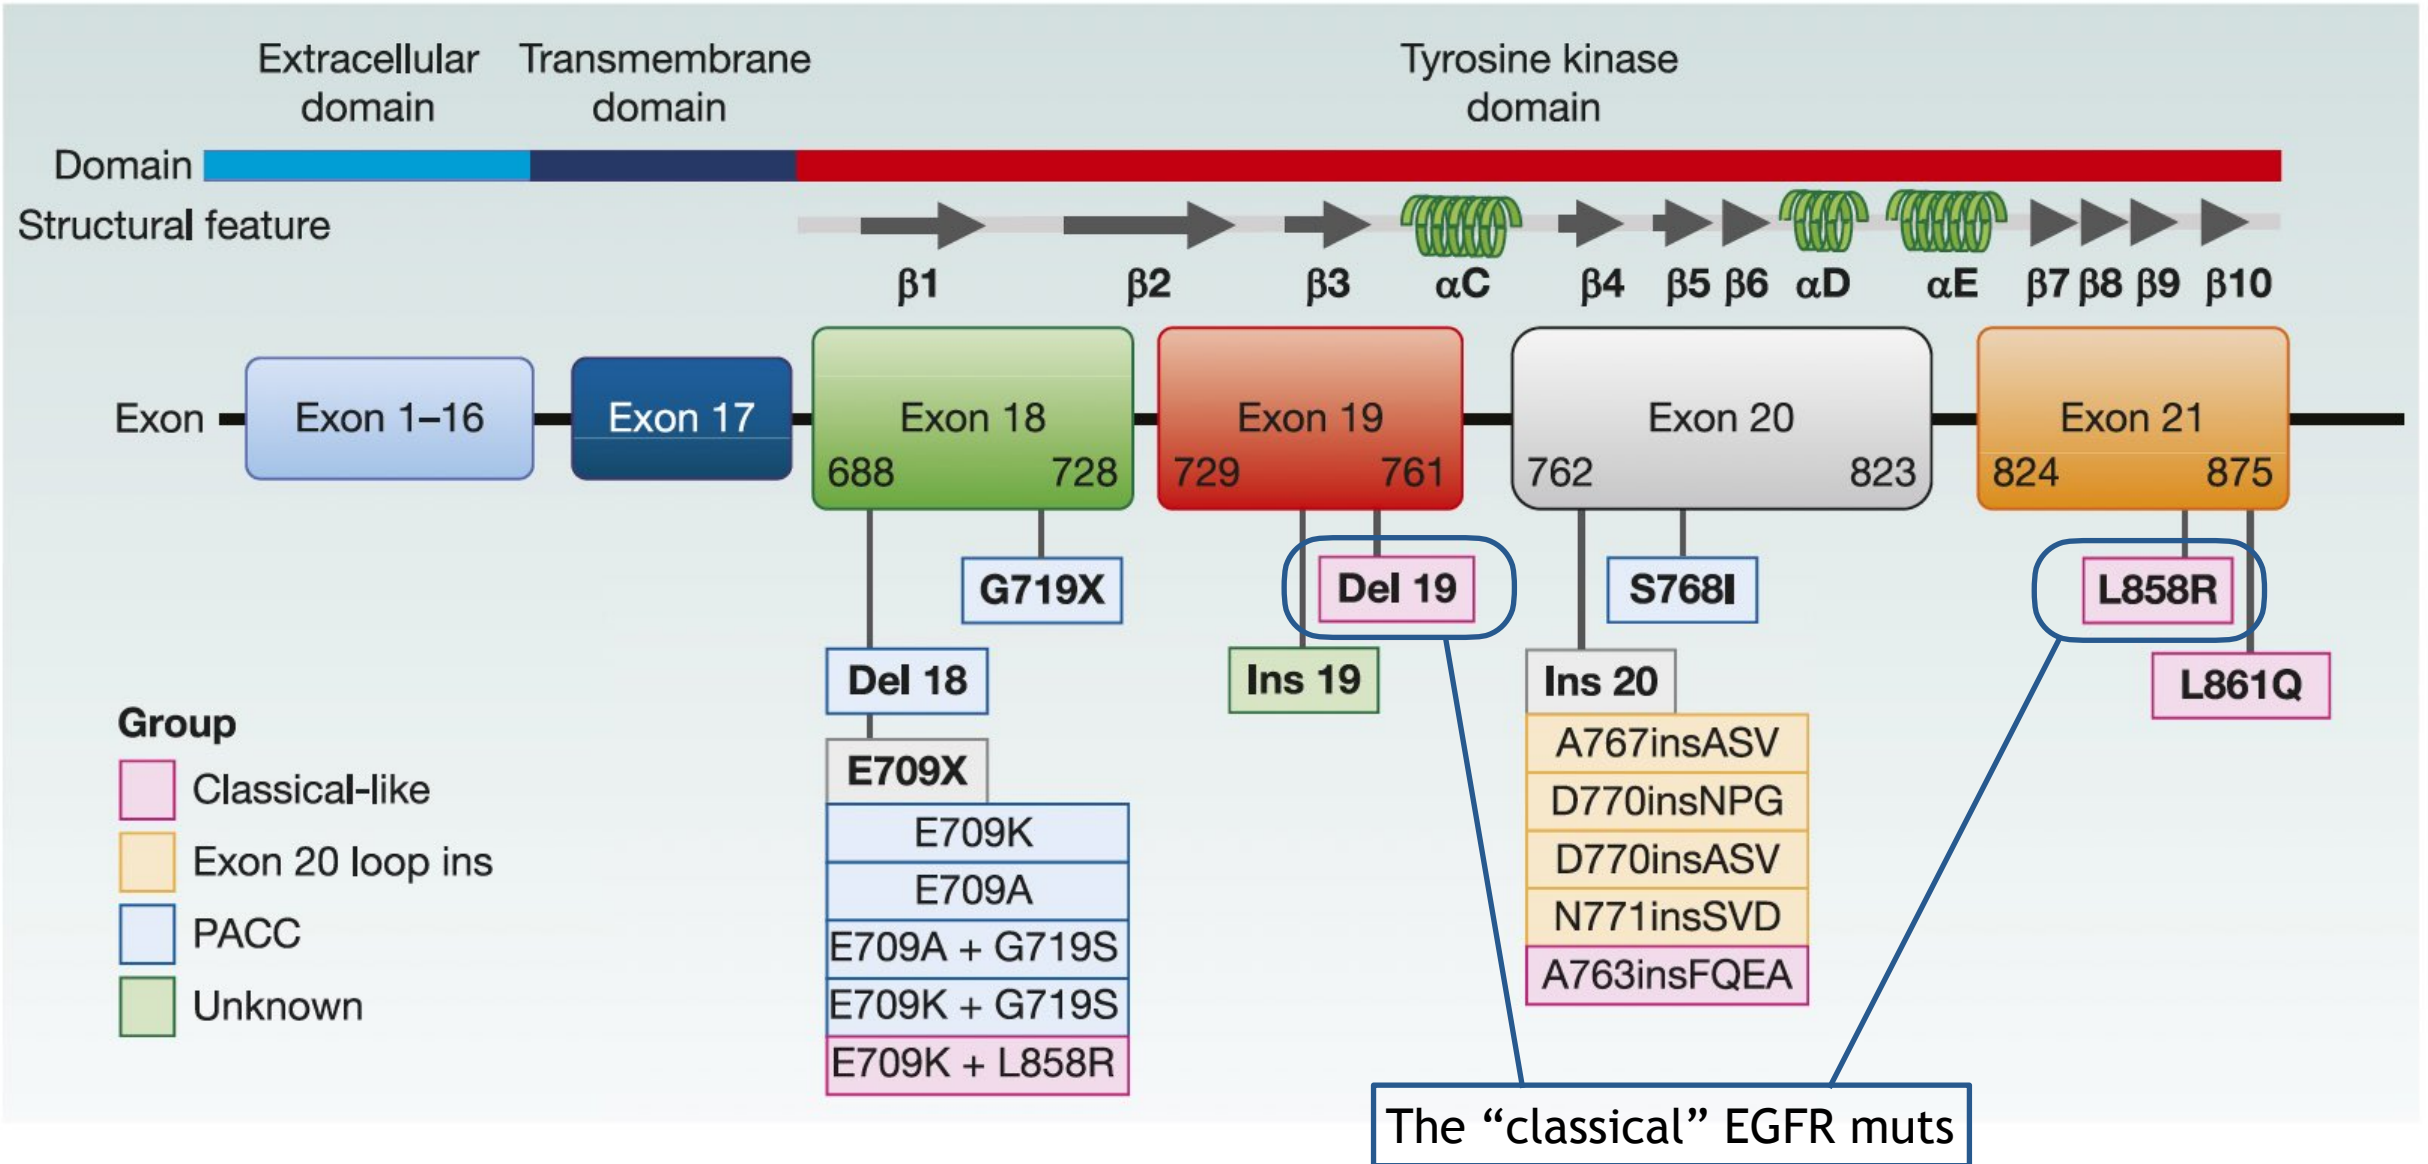 Extracellular
domain
Transmembrane
domain
Tyrosine kinase
domain
Domain
Structural feature
β1
β2
β3
αC
β4
β5
β6
αD
αE
β7
β8
β9
β10
Exon
Exon 1–16
Exon 17
Exon 18
688 728
Exon 19
729 761
Exon 20
762 823
Exon 21
824 875
G719X
Del 18
E709X
E709K
E709A
E709A + G719S
E709K + G719S
E709K + L858R
Del 19
Ins 19
S768I
Ins 20
A767insASV
D770insNPG
D770insASV
N771insSVD
A763insFQEA
L858R
L861Q
Group
Classical-like
Exon 20 loop ins
PACC
Unknown
The “classical” EGFR muts